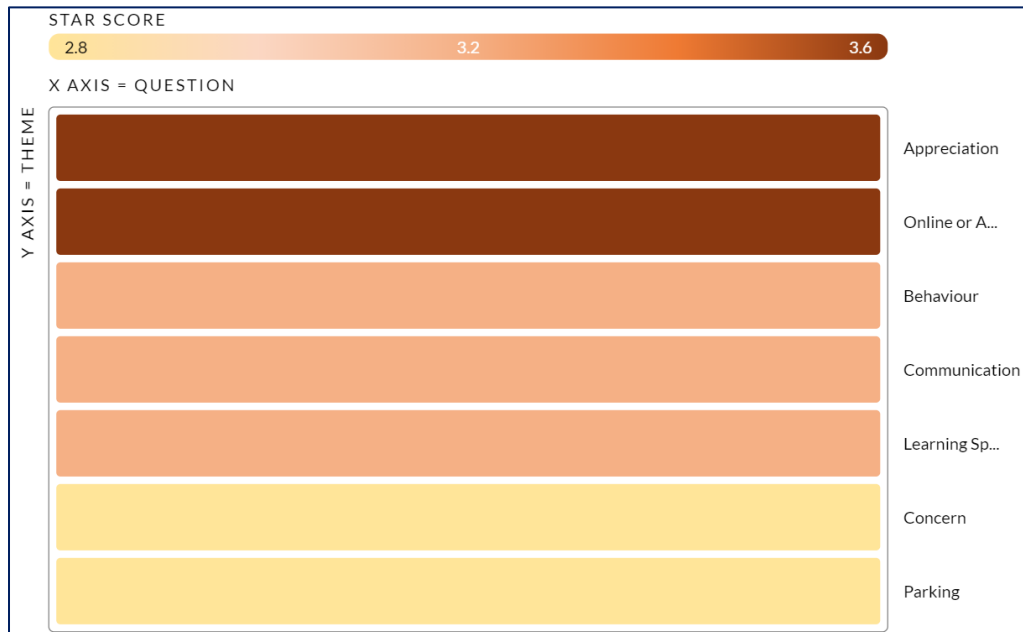 STAR SCORE
2.8 3.2 3.6
X AXIS = QUESTION
Y AXIS = THEME
Appreciation
Online or A...
Behaviour
Communication
Learning Sp...
Concern
Parking